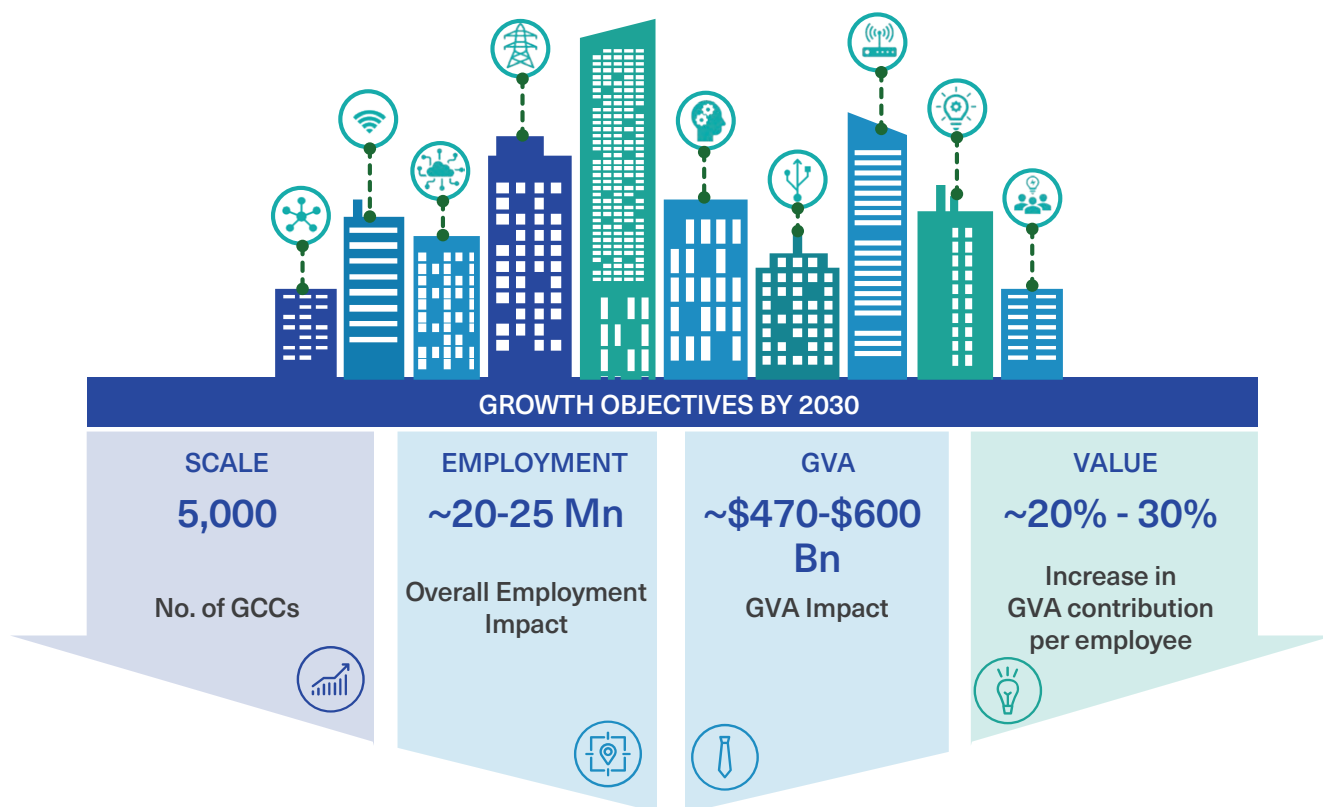 GROWTH OBJECTIVES BY 2030
SCALE
5,000
No. of GCCs
EMPLOYMENT
~20-25 Mn
Overall Employment
Impact
GVA
~$470-$600
Bn
GVA Impact
VALUE
~20% - 30%
Increase in
GVA contribution
per employee